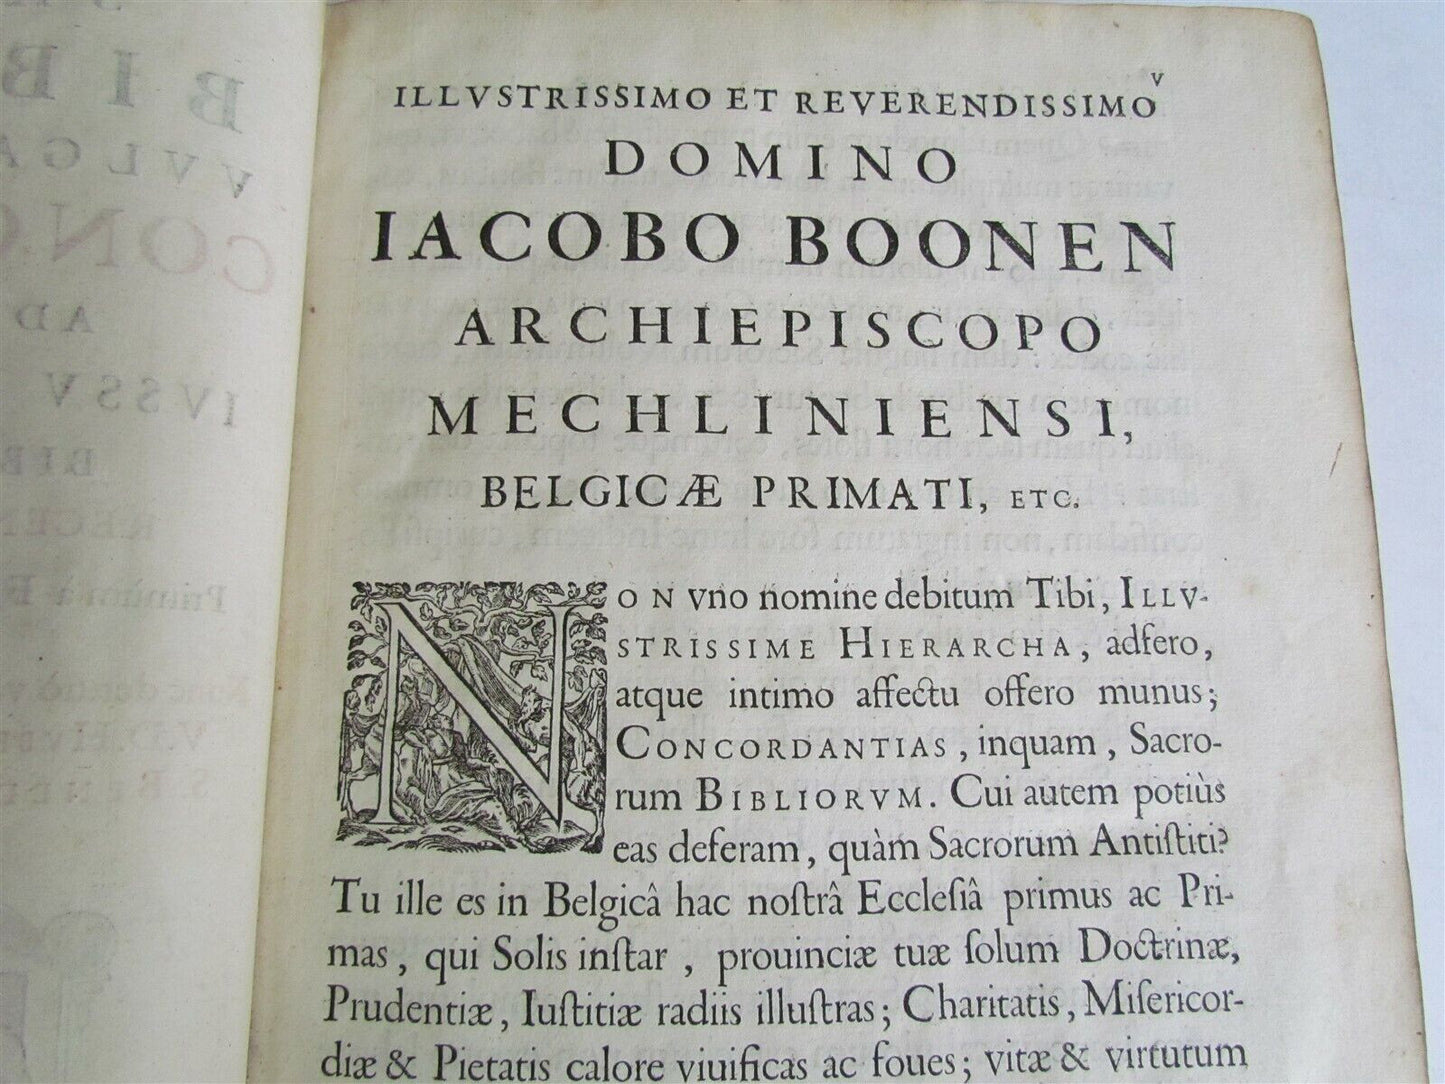 V
ILLVSTRISSIMO ET REVERENDISSIMO
DOMINO
IACOBO BOONEN
ARCHIEPISCOPO
MECHLINIENSI,
BELGICÆ PRIMATI, ETC.
NON vno nomine debitum Tibi, ILLV-
STRISSIME HIERARCHA, adfero,
atque intimo affectu offero munus;
CONCORDANTIAS, inquam, Sacro-
rum BIBLIORVM. Cui autem potiùs
eas deferam, quàm Sacrorum Antiſtiti?
Tu ille es in Belgicâ hac noſtrâ Eccleſiâ primus ac Pri-
mas, qui Solis inſtar, prouinciæ tuæ ſolum Doctrinæ,
Prudentiæ, Iuſtitiæ radiis illuſtras; Charitatis, Miſericor-
diæ & Pietatis calore viuificas ac foues; vitæ & virtutum